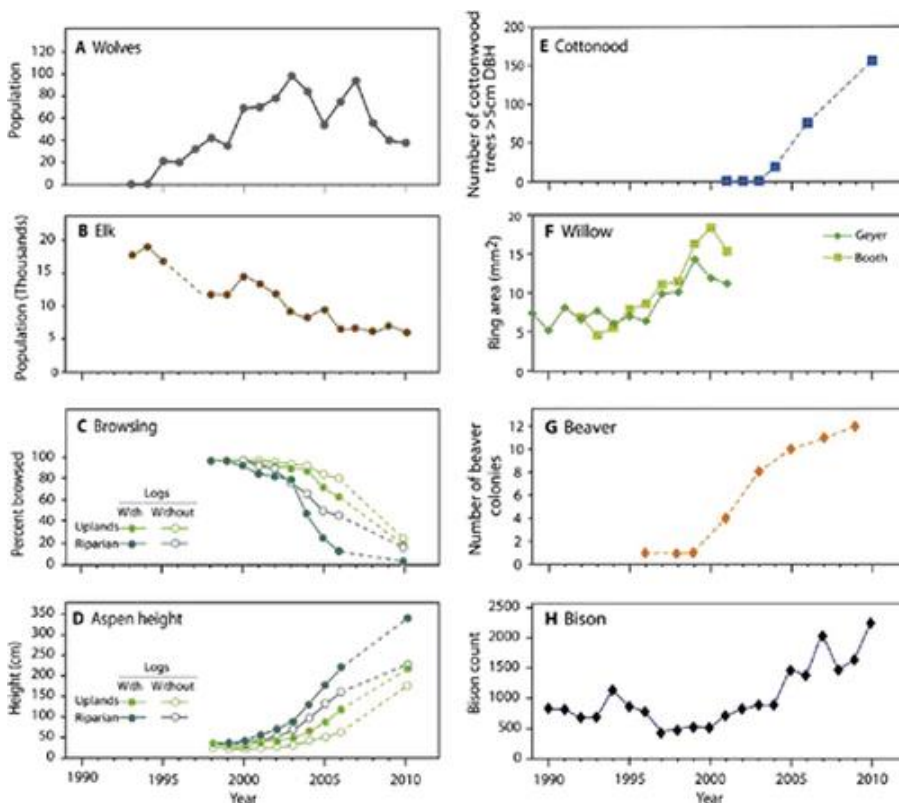 A Wolves
Population
120
100
80
60
40
20
0
B Elk
Population (Thousands)
20
15
10
5
0
C Browsing
Percent browsed
100
80
60
40
20
0
Logs
With Without
Uplands
Riparian
D Aspen height
Height (cm)
350
300
250
200
150
100
50
0
Logs
With Without
Uplands
Riparian
1990 1995 2000 2005 2010
Year
E Cottonood
Number of cottonwood
trees >5cm DBH
200
150
100
50
0
F Willow
Ring area (mm²)
20
15
10
5
0
Geyer
Booth
G Beaver
Number of beaver
colonies
12
10
8
6
4
2
0
H Bison
Bison count
2500
2000
1500
1000
500
0
1990 1995 2000 2005 2010
Year